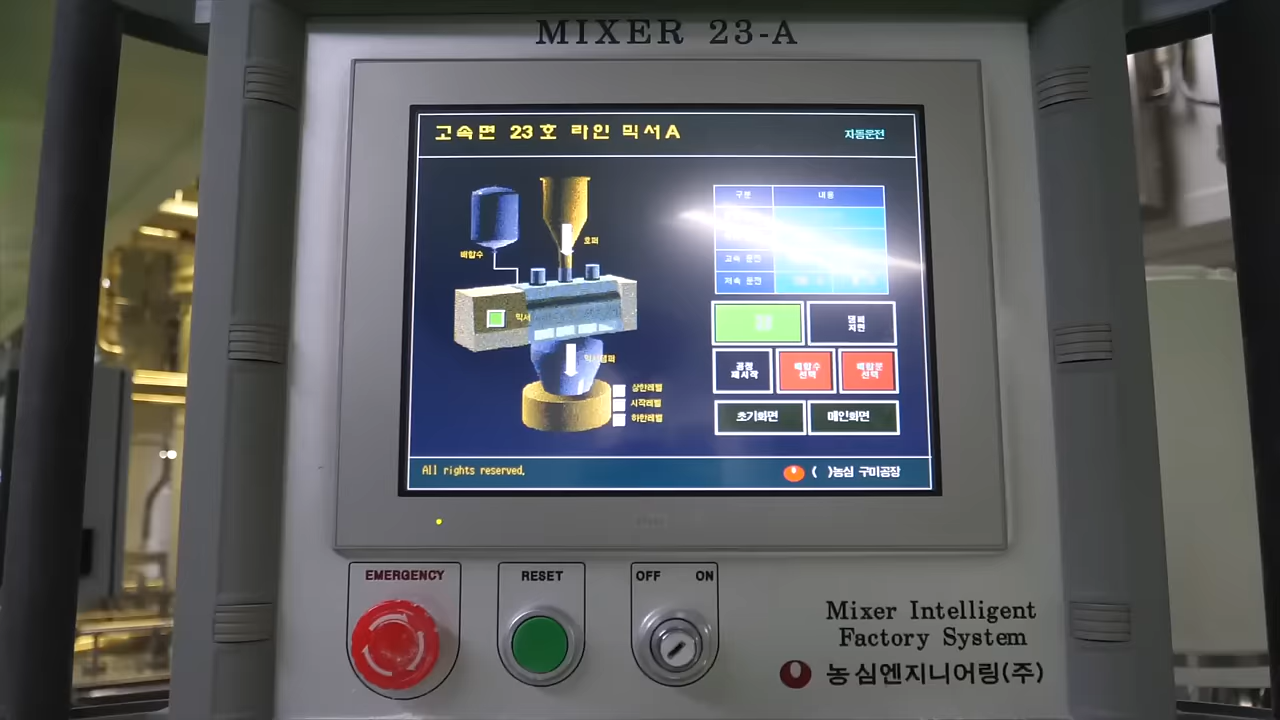 MIXER 23-A
고속면 23호 라인 믹서A
자동운전
구분 내용
배합수
호퍼
고속 운전
저속 운전
믹서
믹서댐퍼
댐퍼
지연
공정
재시작
배합수
선택
배합분
선택
상한레벨
시작레벨
하한레벨
초기화면
메인화면
All rights reserved.
( )농심 구미공장
EMERGENCY
RESET
OFF ON
Mixer Intelligent
Factory System
농심엔지니어링(주)